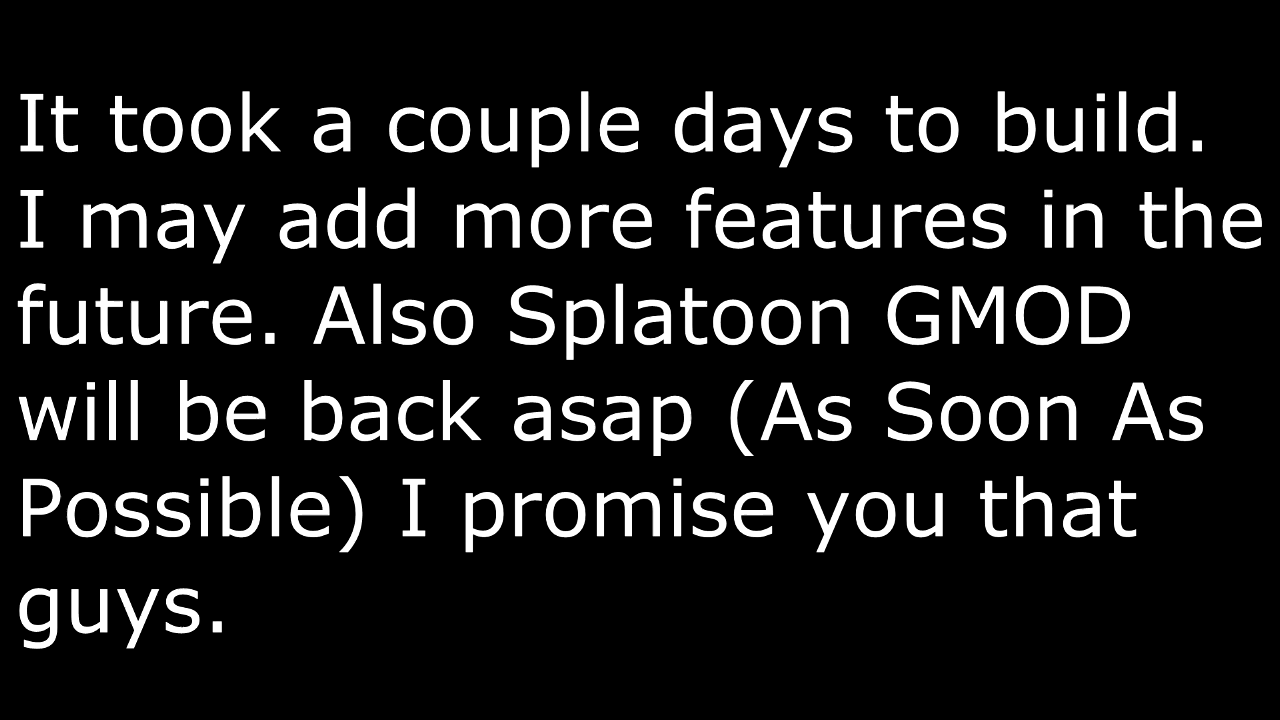 It took a couple days to build.
I may add more features in the
future. Also Splatoon GMOD
will be back asap (As Soon As
Possible) I promise you that
guys.